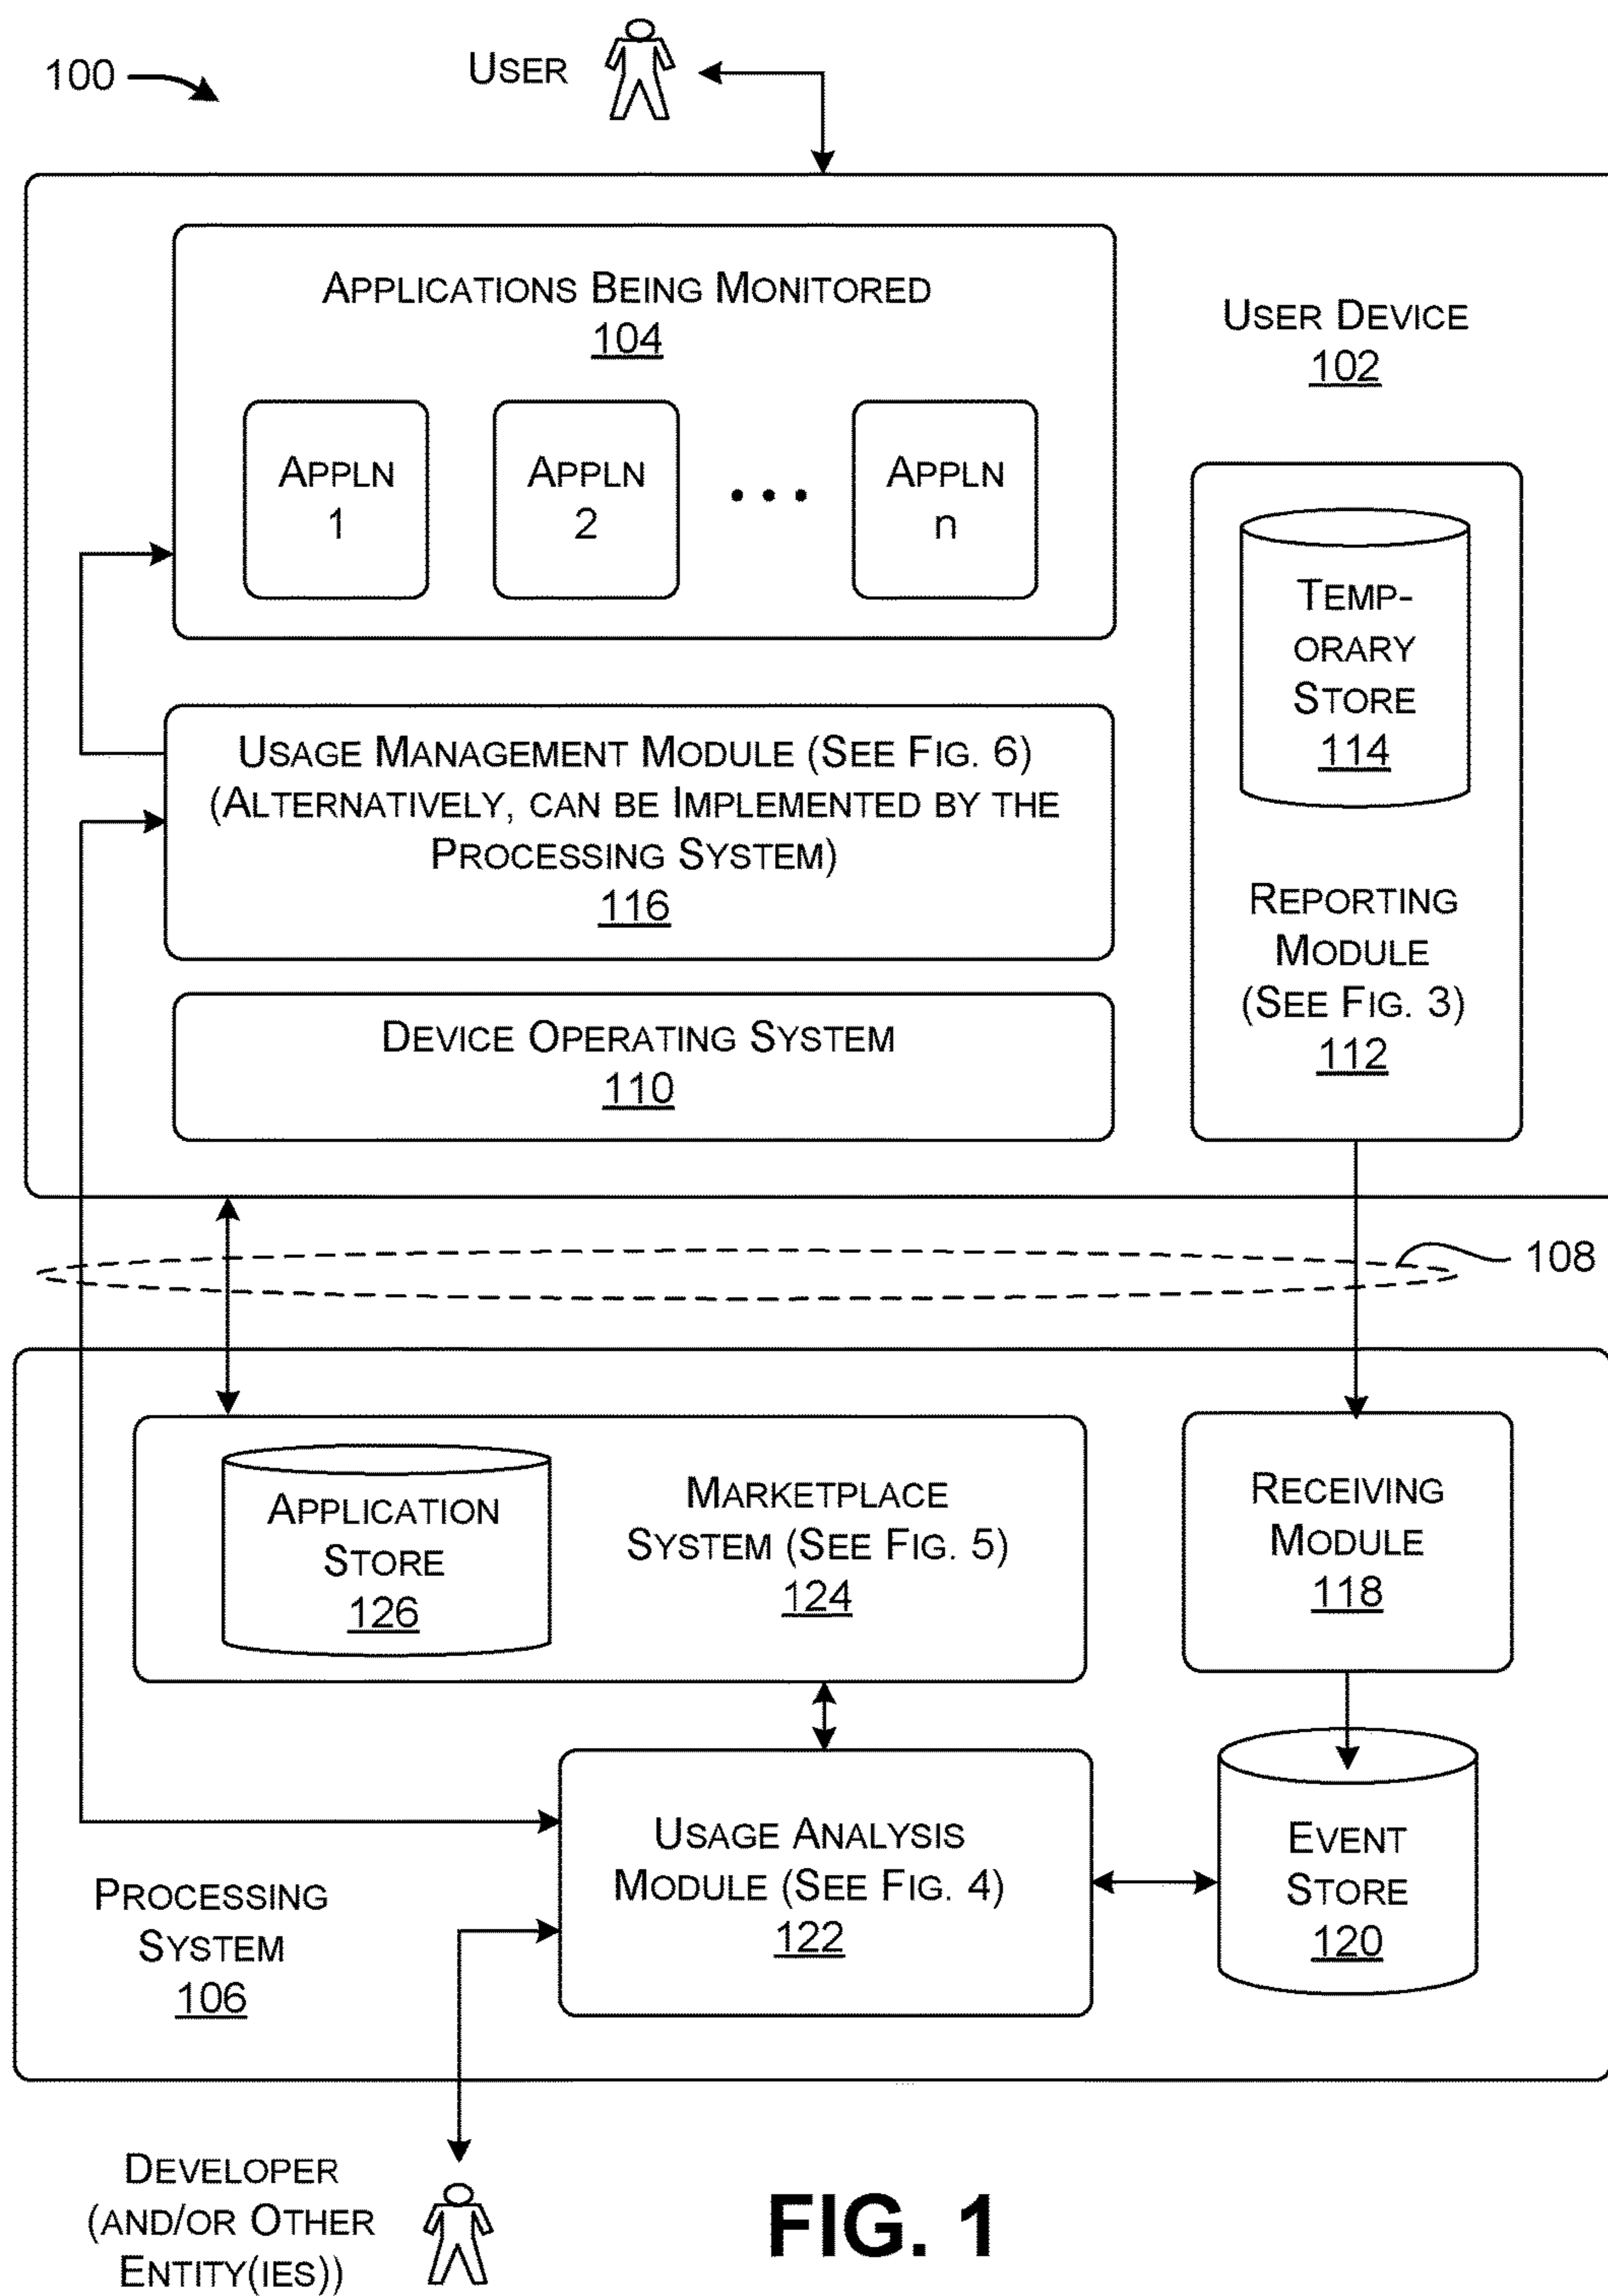 100
USER
APPLICATIONS BEING MONITORED
104
APPLN
1
APPLN
2
• • •
APPLN
n
USER DEVICE
102
TEMP-
ORARY
STORE
114
REPORTING
MODULE
(SEE FIG. 3)
112
USAGE MANAGEMENT MODULE (SEE FIG. 6)
(ALTERNATIVELY, CAN BE IMPLEMENTED BY THE
PROCESSING SYSTEM)
116
DEVICE OPERATING SYSTEM
110
108
APPLICATION
STORE
126
MARKETPLACE
SYSTEM (SEE FIG. 5)
124
RECEIVING
MODULE
118
USAGE ANALYSIS
MODULE (SEE FIG. 4)
122
EVENT
STORE
120
PROCESSING
SYSTEM
106
DEVELOPER
(AND/OR OTHER
ENTITY(IES))
FIG. 1